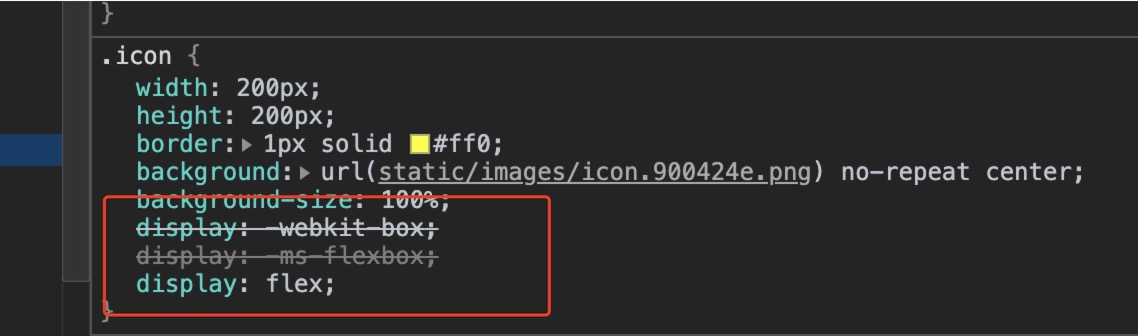 }
.icon {
width: 200px;
height: 200px;
border: 1px solid #ff0;
background: url(static/images/icon.900424e.png) no-repeat center;
background-size: 100%;
display: -webkit-box;
display: -ms-flexbox;
display: flex;
}